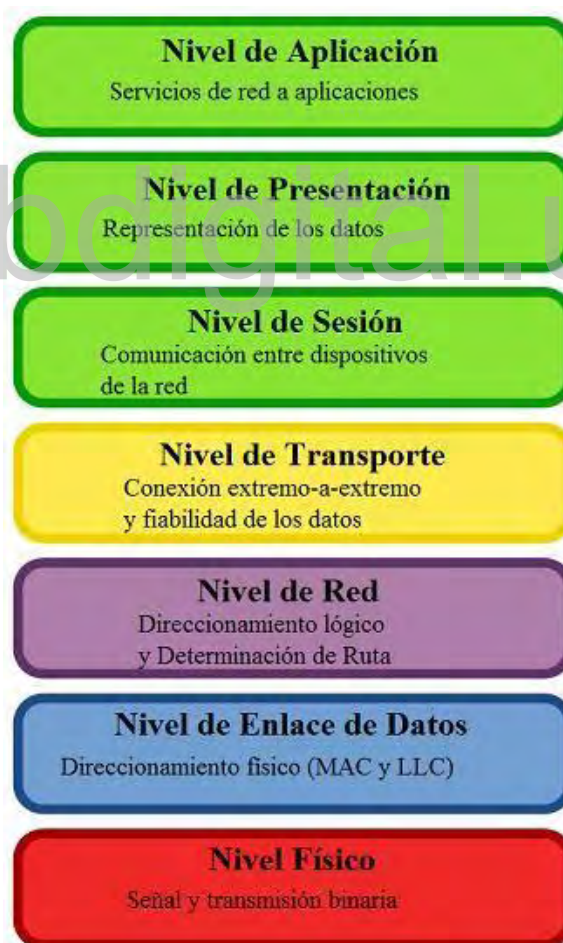 Nivel de Aplicación
Servicios de red a aplicaciones
Nivel de Presentación
Representación de los datos
bdigital.u
Nivel de Sesión
Comunicación entre dispositivos
de la red
Nivel de Transporte
Conexión extremo-a-extremo
y fiabilidad de los datos
Nivel de Red
Direccionamiento lógico
y Determinación de Ruta
Nivel de Enlace de Datos
Direccionamiento físico (MAC y LLC)
Nivel Físico
Señal y transmisión binaria